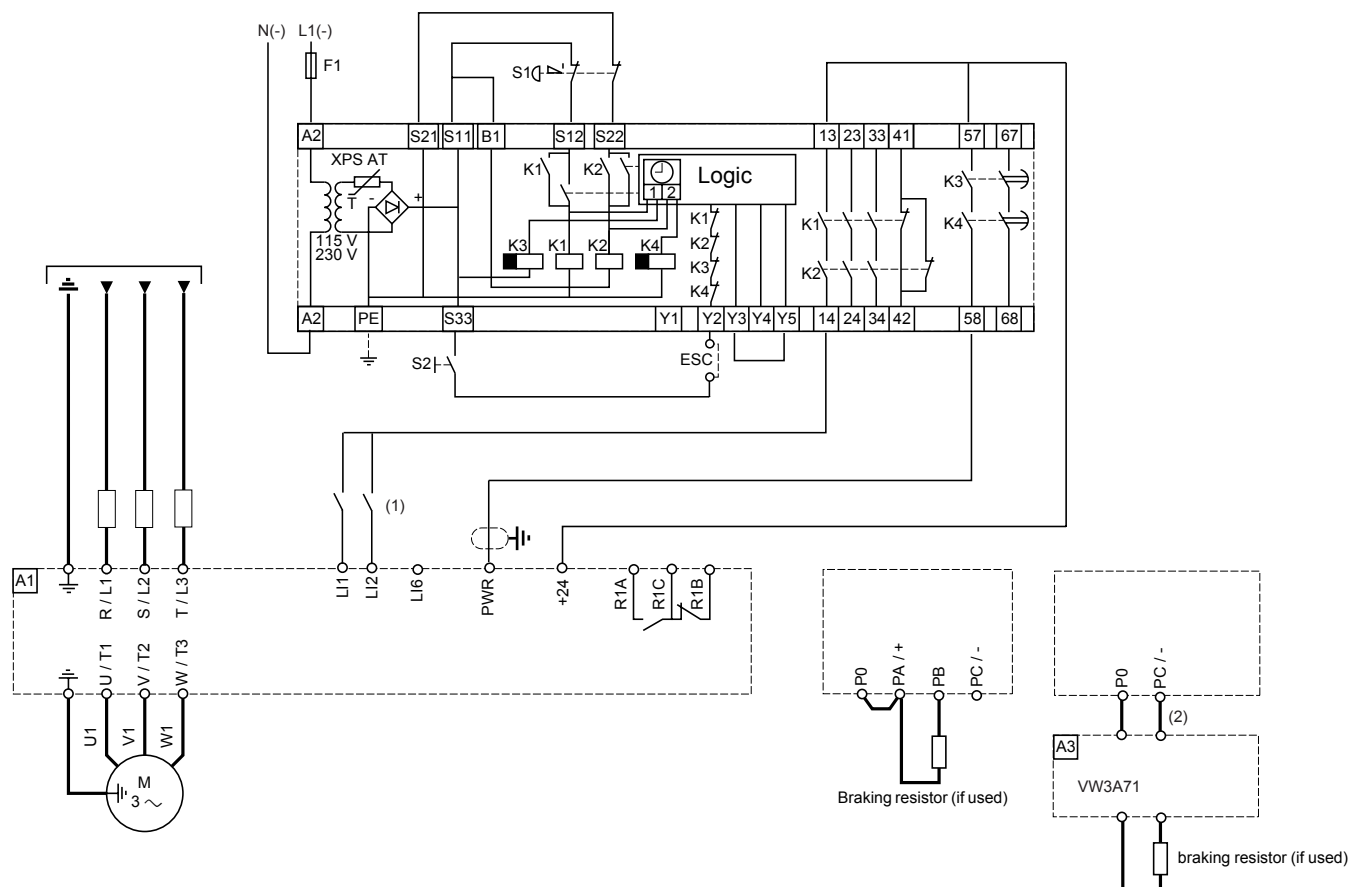 N(-) L1(-)
F1
S1
A2 S21 S11 B1 S12 S22 13 23 33 41 57 67
XPS AT
T - +
115 V
230 V
K1 K2
Logic
1 2
K3 K1 K2 K4
K1
K2
K3
K4
K1
K2
K3
K4
A2 PE S33 Y1 Y2 Y3 Y4 Y5 14 24 34 42 58 68
S2
ESC
(1)
A1
R / L1
S / L2
T / L3
LI1
LI2
LI6
PWR
+24
R1A
R1C
R1B
U / T1
V / T2
W / T3
U1
V1
W1
M
3 ~
P0
PA / +
PB
PC / -
Braking resistor (if used)
P0
PC / -
(2)
A3
VW3A71
braking resistor (if used)